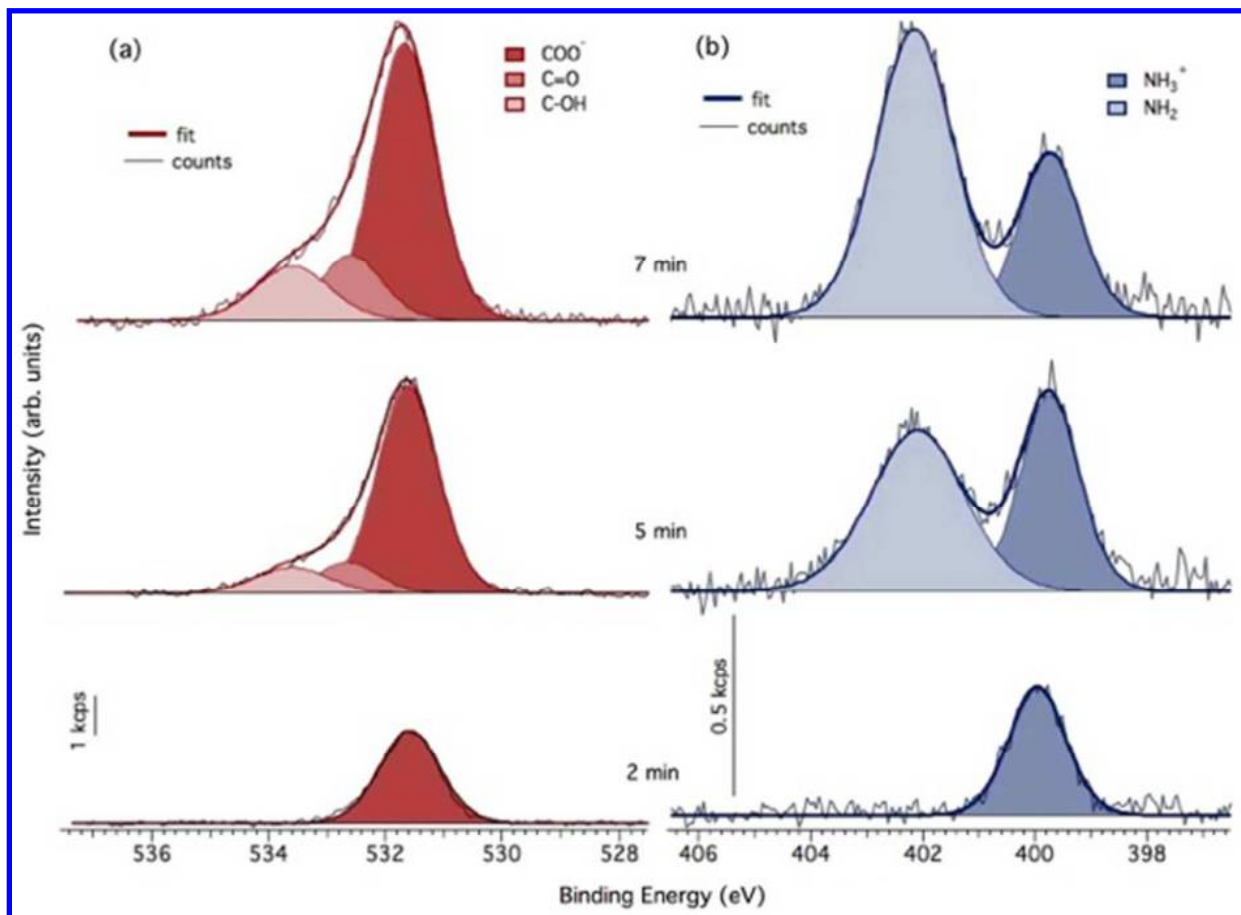 (a)
COO⁻
C=O
C-OH
fit
counts
(b)
NH₃⁺
NH₂
fit
counts
7 min
5 min
2 min
Intensity (arb. units)
1 kcps
0.5 kcps
536 534 532 530 528
406 404 402 400 398
Binding Energy (eV)